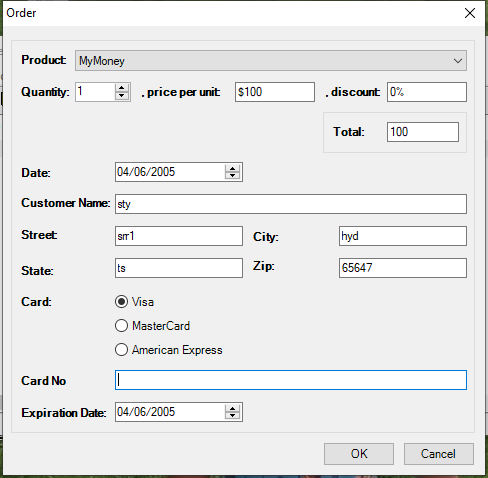 Order
Product: MyMoney
Quantity: 1 , price per unit: $100 , discount: 0%
Total: 100
Date: 04/06/2005
Customer Name: sty
Street: srr1 City: hyd
State: ts Zip: 65647
Card: Visa
MasterCard
American Express
Card No
Expiration Date: 04/06/2005
OK Cancel